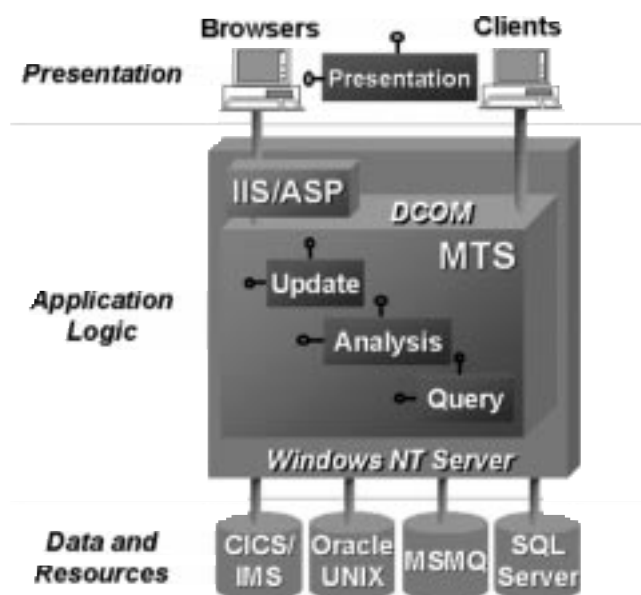 Browsers
Clients
Presentation
Presentation
IIS/ASP
DCOM
MTS
Update
Application
Logic
Analysis
Query
Windows NT Server
Data and
Resources
CICS/
IMS
Oracle
UNIX
MSMQ
SQL
Server